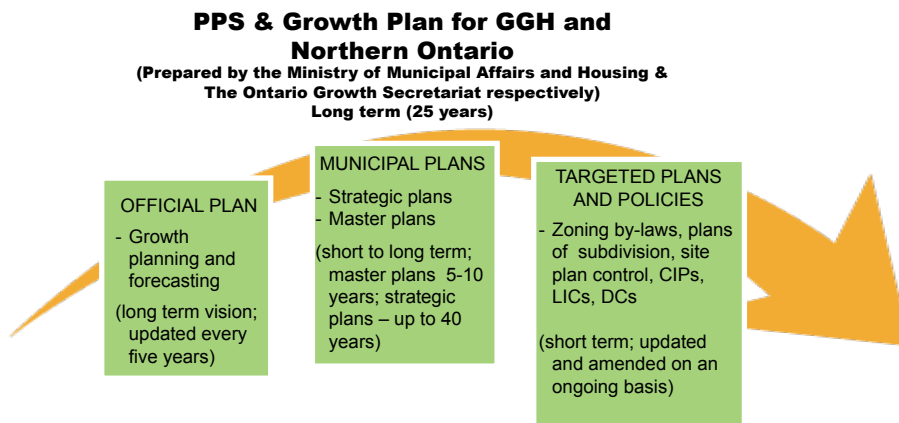 PPS & Growth Plan for GGH and
Northern Ontario
(Prepared by the Ministry of Municipal Affairs and Housing &
The Ontario Growth Secretariat respectively)
Long term (25 years)
OFFICIAL PLAN
- Growth
planning and
forecasting
(long term vision;
updated every
five years)
MUNICIPAL PLANS
- Strategic plans
- Master plans
(short to long term;
master plans 5-10
years; strategic
plans – up to 40
years)
TARGETED PLANS
AND POLICIES
- Zoning by-laws, plans
of subdivision, site
plan control, CIPs,
LICs, DCs
(short term; updated
and amended on an
ongoing basis)